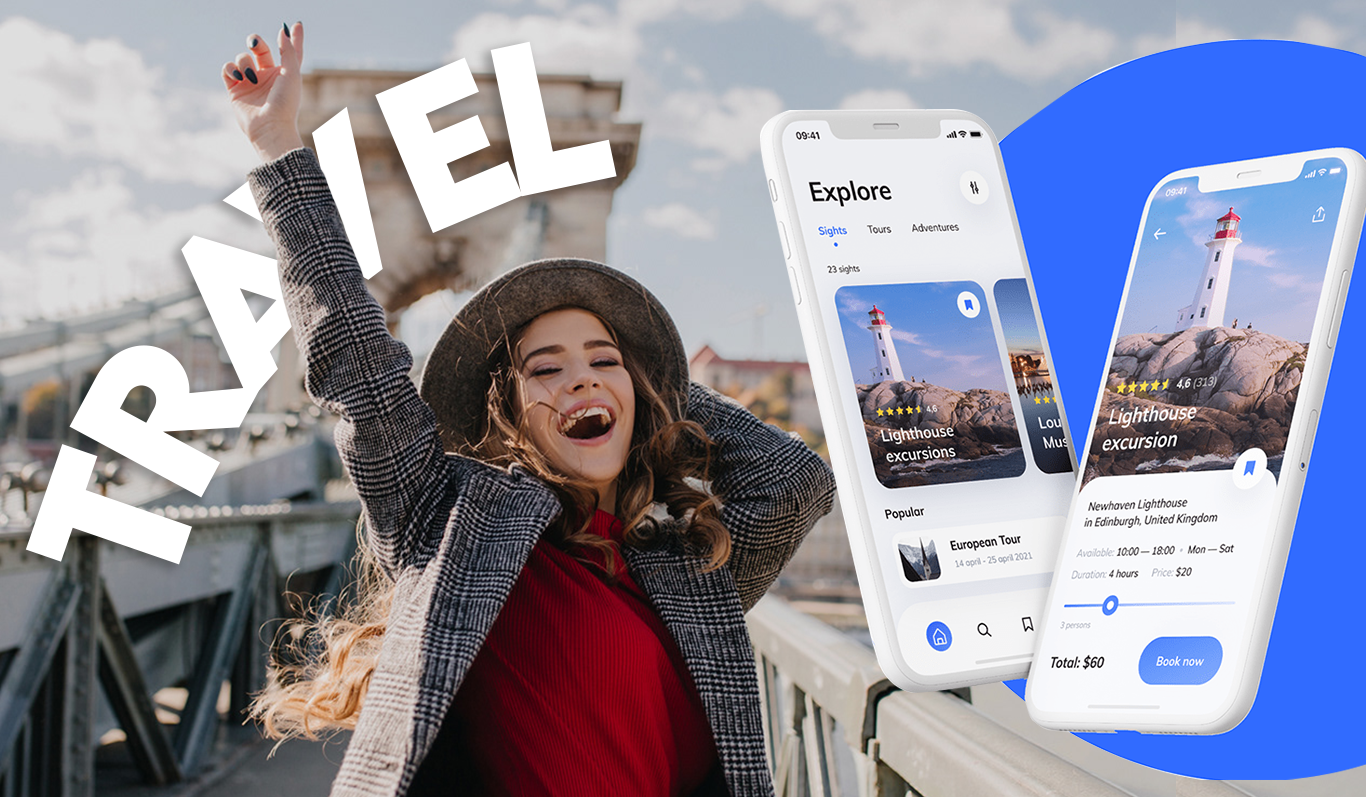 TRAVEL
09:41
Explore
Sights Tours Adventures
23 sights
4,6
Lighthouse
excursions
Lou
Mus
Popular
European Tour
14 april - 25 april 2021
09:41
4,6 (313)
Lighthouse
excursion
Newhaven Lighthouse
in Edinburgh, United Kingdom
Available: 10:00 — 18:00 • Mon — Sat
Duration: 4 hours Price: $20
3 persons
Total: $60 Book now